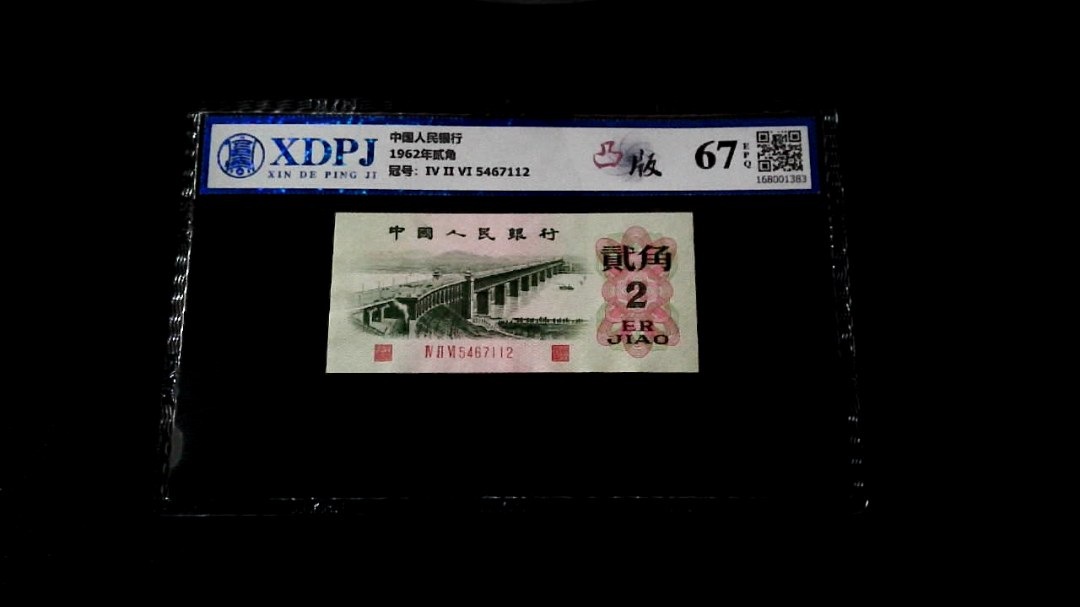 XDPJ
XIN DE PING JI
中国人民银行
1962年贰角
冠号：IV II VI 5467112
凸版
67
EPQ
168001383
中國人民銀行
貳角
2
ER
JIAO
IV II VI 5467112